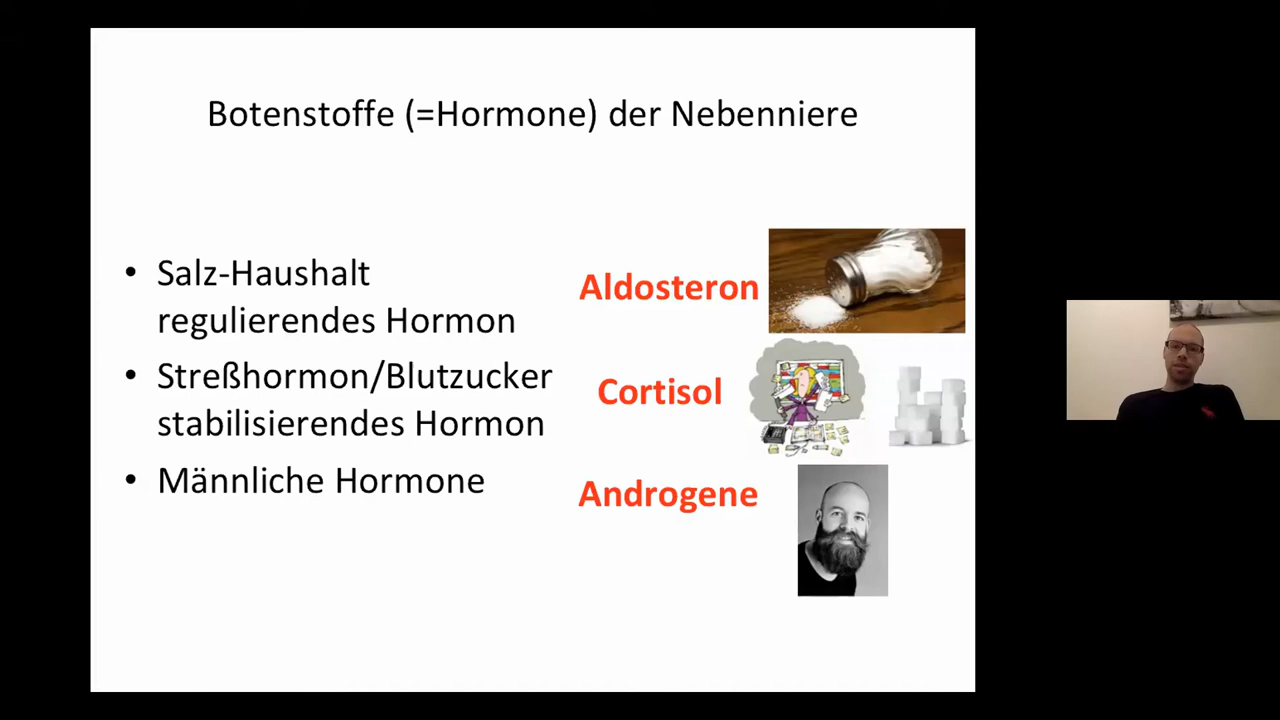 Botenstoffe (=Hormone) der Nebenniere
• Salz-Haushalt
regulierendes Hormon
Aldosteron
• Streßhormon/Blutzucker
stabilisierendes Hormon
Cortisol
• Männliche Hormone
Androgene